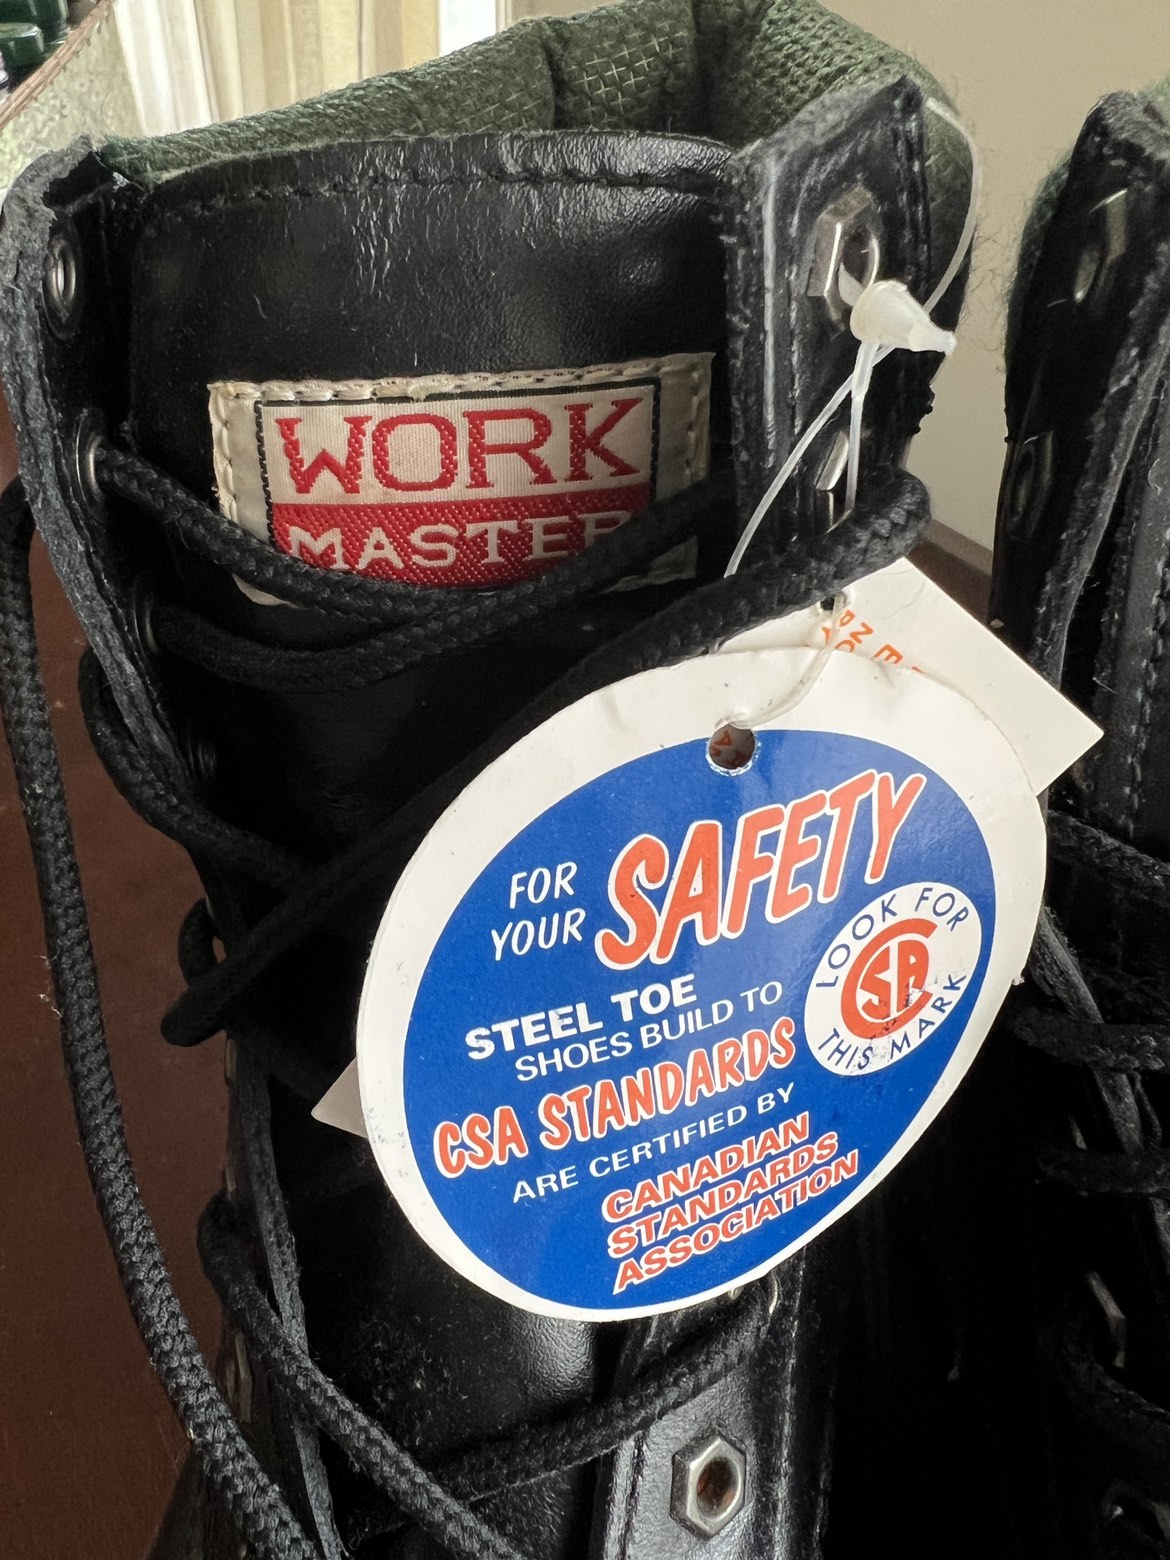 WORK
MASTER
FOR
YOUR
SAFETY
STEEL TOE
SHOES BUILD TO
CSA STANDARDS
ARE CERTIFIED BY
CANADIAN
STANDARDS
ASSOCIATION
LOOK FOR
CSA
THIS MARK